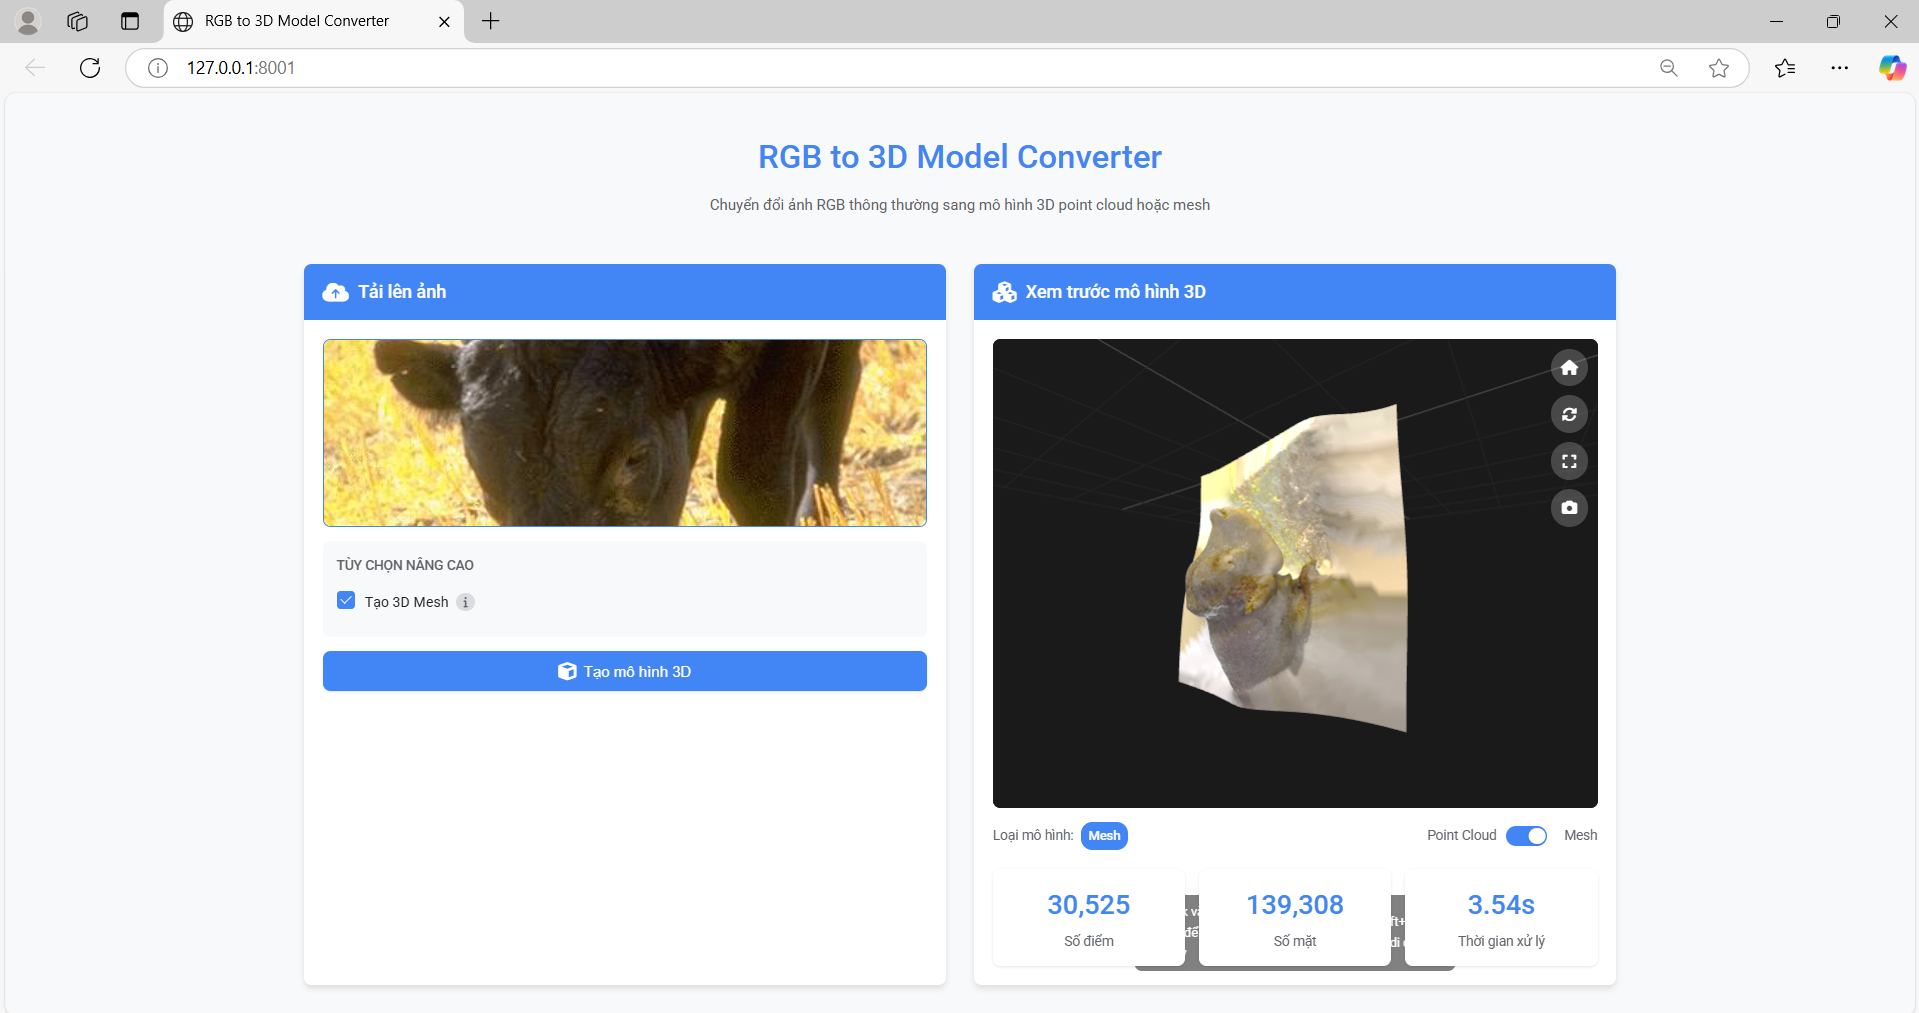 RGB to 3D Model Converter
127.0.0.1:8001
RGB to 3D Model Converter
Chuyển đổi ảnh RGB thông thường sang mô hình 3D point cloud hoặc mesh
Tải lên ảnh
TÙY CHỌN NÂNG CAO
Tạo 3D Mesh
Tạo mô hình 3D
Xem trước mô hình 3D
Loại mô hình: Mesh
Point Cloud Mesh
30,525
Số điểm
139,308
Số mặt
3.54s
Thời gian xử lý